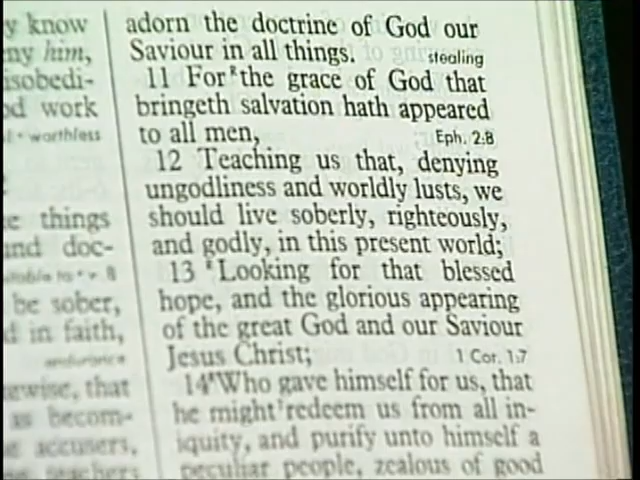 y know
ny him,
isobedi-
od work
worthless
e things
and doc-
be sober,
d in faith,
endurance
ewise, that
as becom-
e accusers,
teachers
adorn the doctrine of God our
Saviour in all things. stealing
11 For the grace of God that
bringeth salvation hath appeared
to all men, Eph. 2:8
12 Teaching us that, denying
ungodliness and worldly lusts, we
should live soberly, righteously,
and godly, in this present world;
13 Looking for that blessed
hope, and the glorious appearing
of the great God and our Saviour
Jesus Christ; 1 Cor. 1:7
14 Who gave himself for us, that
he might redeem us from all in-
iquity, and purify unto himself a
peculiar people, zealous of good